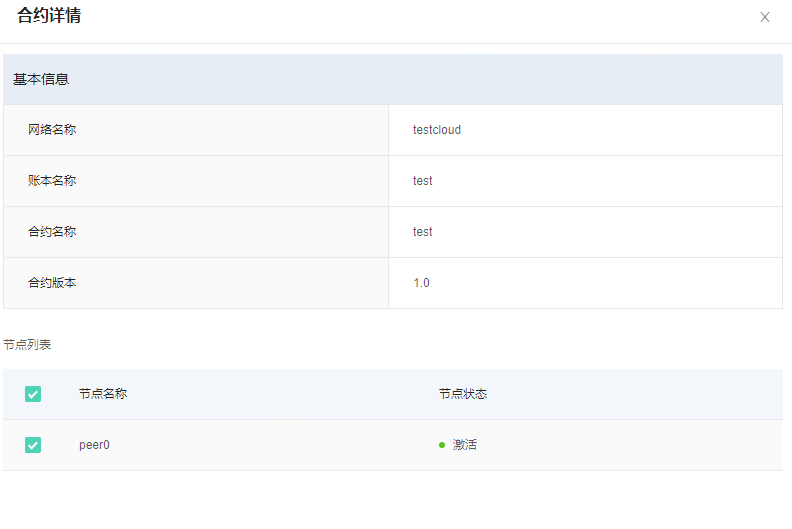 合约详情
基本信息
网络名称 testcloud
账本名称 test
合约名称 test
合约版本 1.0
节点列表
节点名称 节点状态
peer0 激活